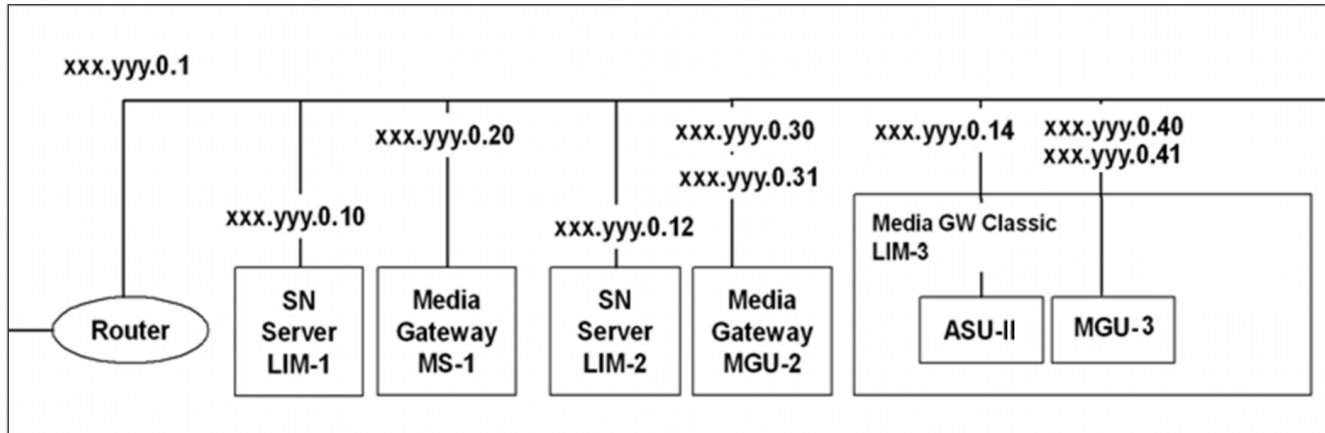 xxx.yyy.0.1
xxx.yyy.0.20
xxx.yyy.0.30
xxx.yyy.0.14
xxx.yyy.0.40
xxx.yyy.0.41
xxx.yyy.0.31
xxx.yyy.0.10
xxx.yyy.0.12
Media GW Classic
LIM-3
Router
SN
Server
LIM-1
Media
Gateway
MS-1
SN
Server
LIM-2
Media
Gateway
MGU-2
ASU-II
MGU-3